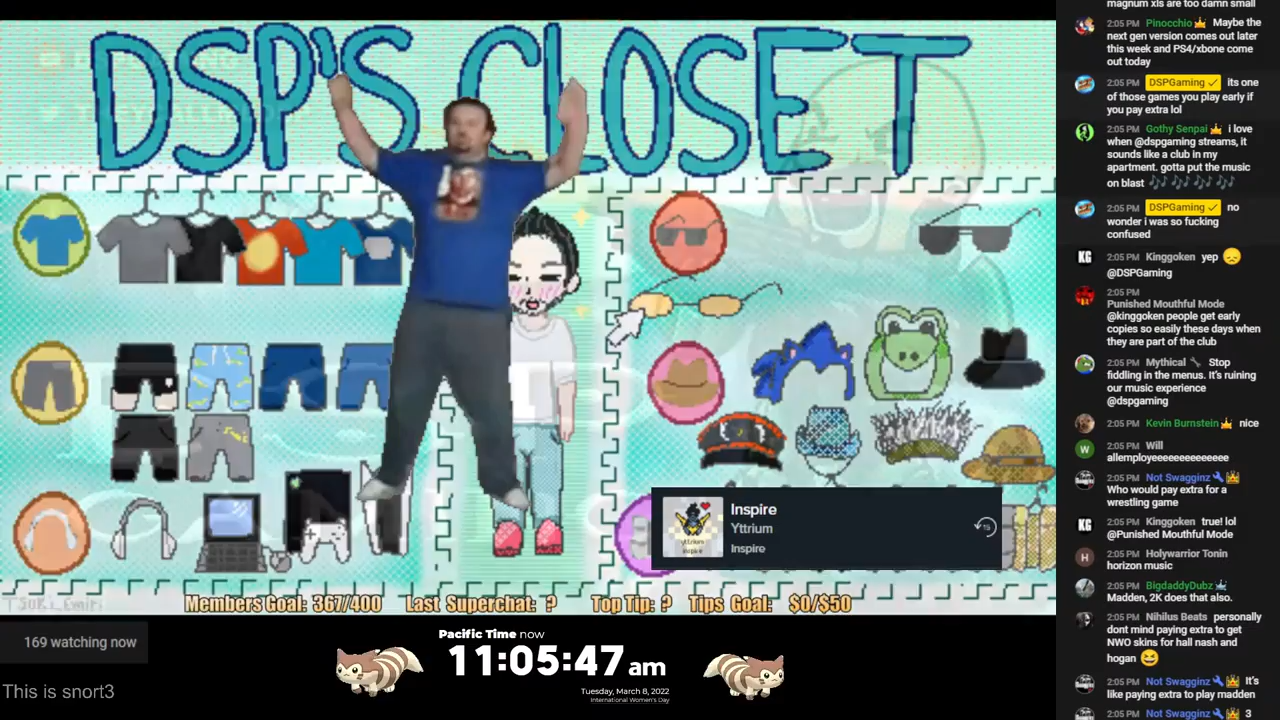 DSP'S CLOSET
TSUKI_EMIRI
Members Goal: 367/400 Last Superchat: ? Top Tip: ? Tips Goal: $0/$50
Inspire
Yttrium
Inspire
yttrium
inspire
15
169 watching now
This is snort3
Pacific Time now
11:05:47 am
Tuesday, March 8, 2022
International Women's Day
magnum xls are too damn small
2:05 PM Pinocchio Maybe the
next gen version comes out later
this week and PS4/xbone come
out today
2:05 PM DSPGaming its one
of those games you play early if
you pay extra lol
2:05 PM Gothy Senpai i love
when @dspgaming streams, it
sounds like a club in my
apartment. gotta put the music
on blast 🎶 🎶 🎶 🎶
2:05 PM DSPGaming no
wonder i was so fucking
confused
KG 2:05 PM Kinggoken yep 😞
@DSPGaming
2:05 PM
Punished Mouthful Mode
@kinggoken people get early
copies so easily these days when
they are part of the club
2:05 PM Mythical Stop
fiddling in the menus. It's ruining
our music experience
@dspgaming
2:05 PM Kevin Burnstein nice
W 2:05 PM Will
allemployeeeeeeeeeeeee
2:05 PM Not Swagginz
Who would pay extra for a
wrestling game
KG 2:05 PM Kinggoken true! lol
@Punished Mouthful Mode
H 2:05 PM Holywarrior Tonin
horizon music
2:05 PM BigdaddyDubz
Madden, 2K does that also.
2:05 PM Nihilus Beats personally
dont mind paying extra to get
NWO skins for hall nash and
hogan 😆
2:05 PM Not Swagginz It's
like paying extra to play madden
2:05 PM Not Swagginz 3